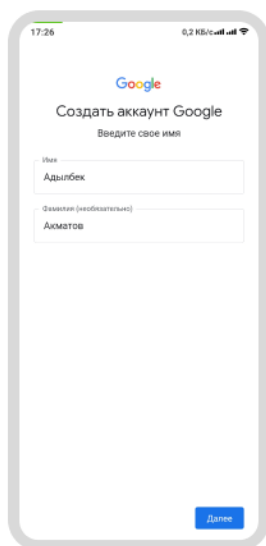 17:26 0,2 КБ/с
Google
Создать аккаунт Google
Введите свое имя
Имя
Адылбек
Фамилия (необязательно)
Акматов
Далее